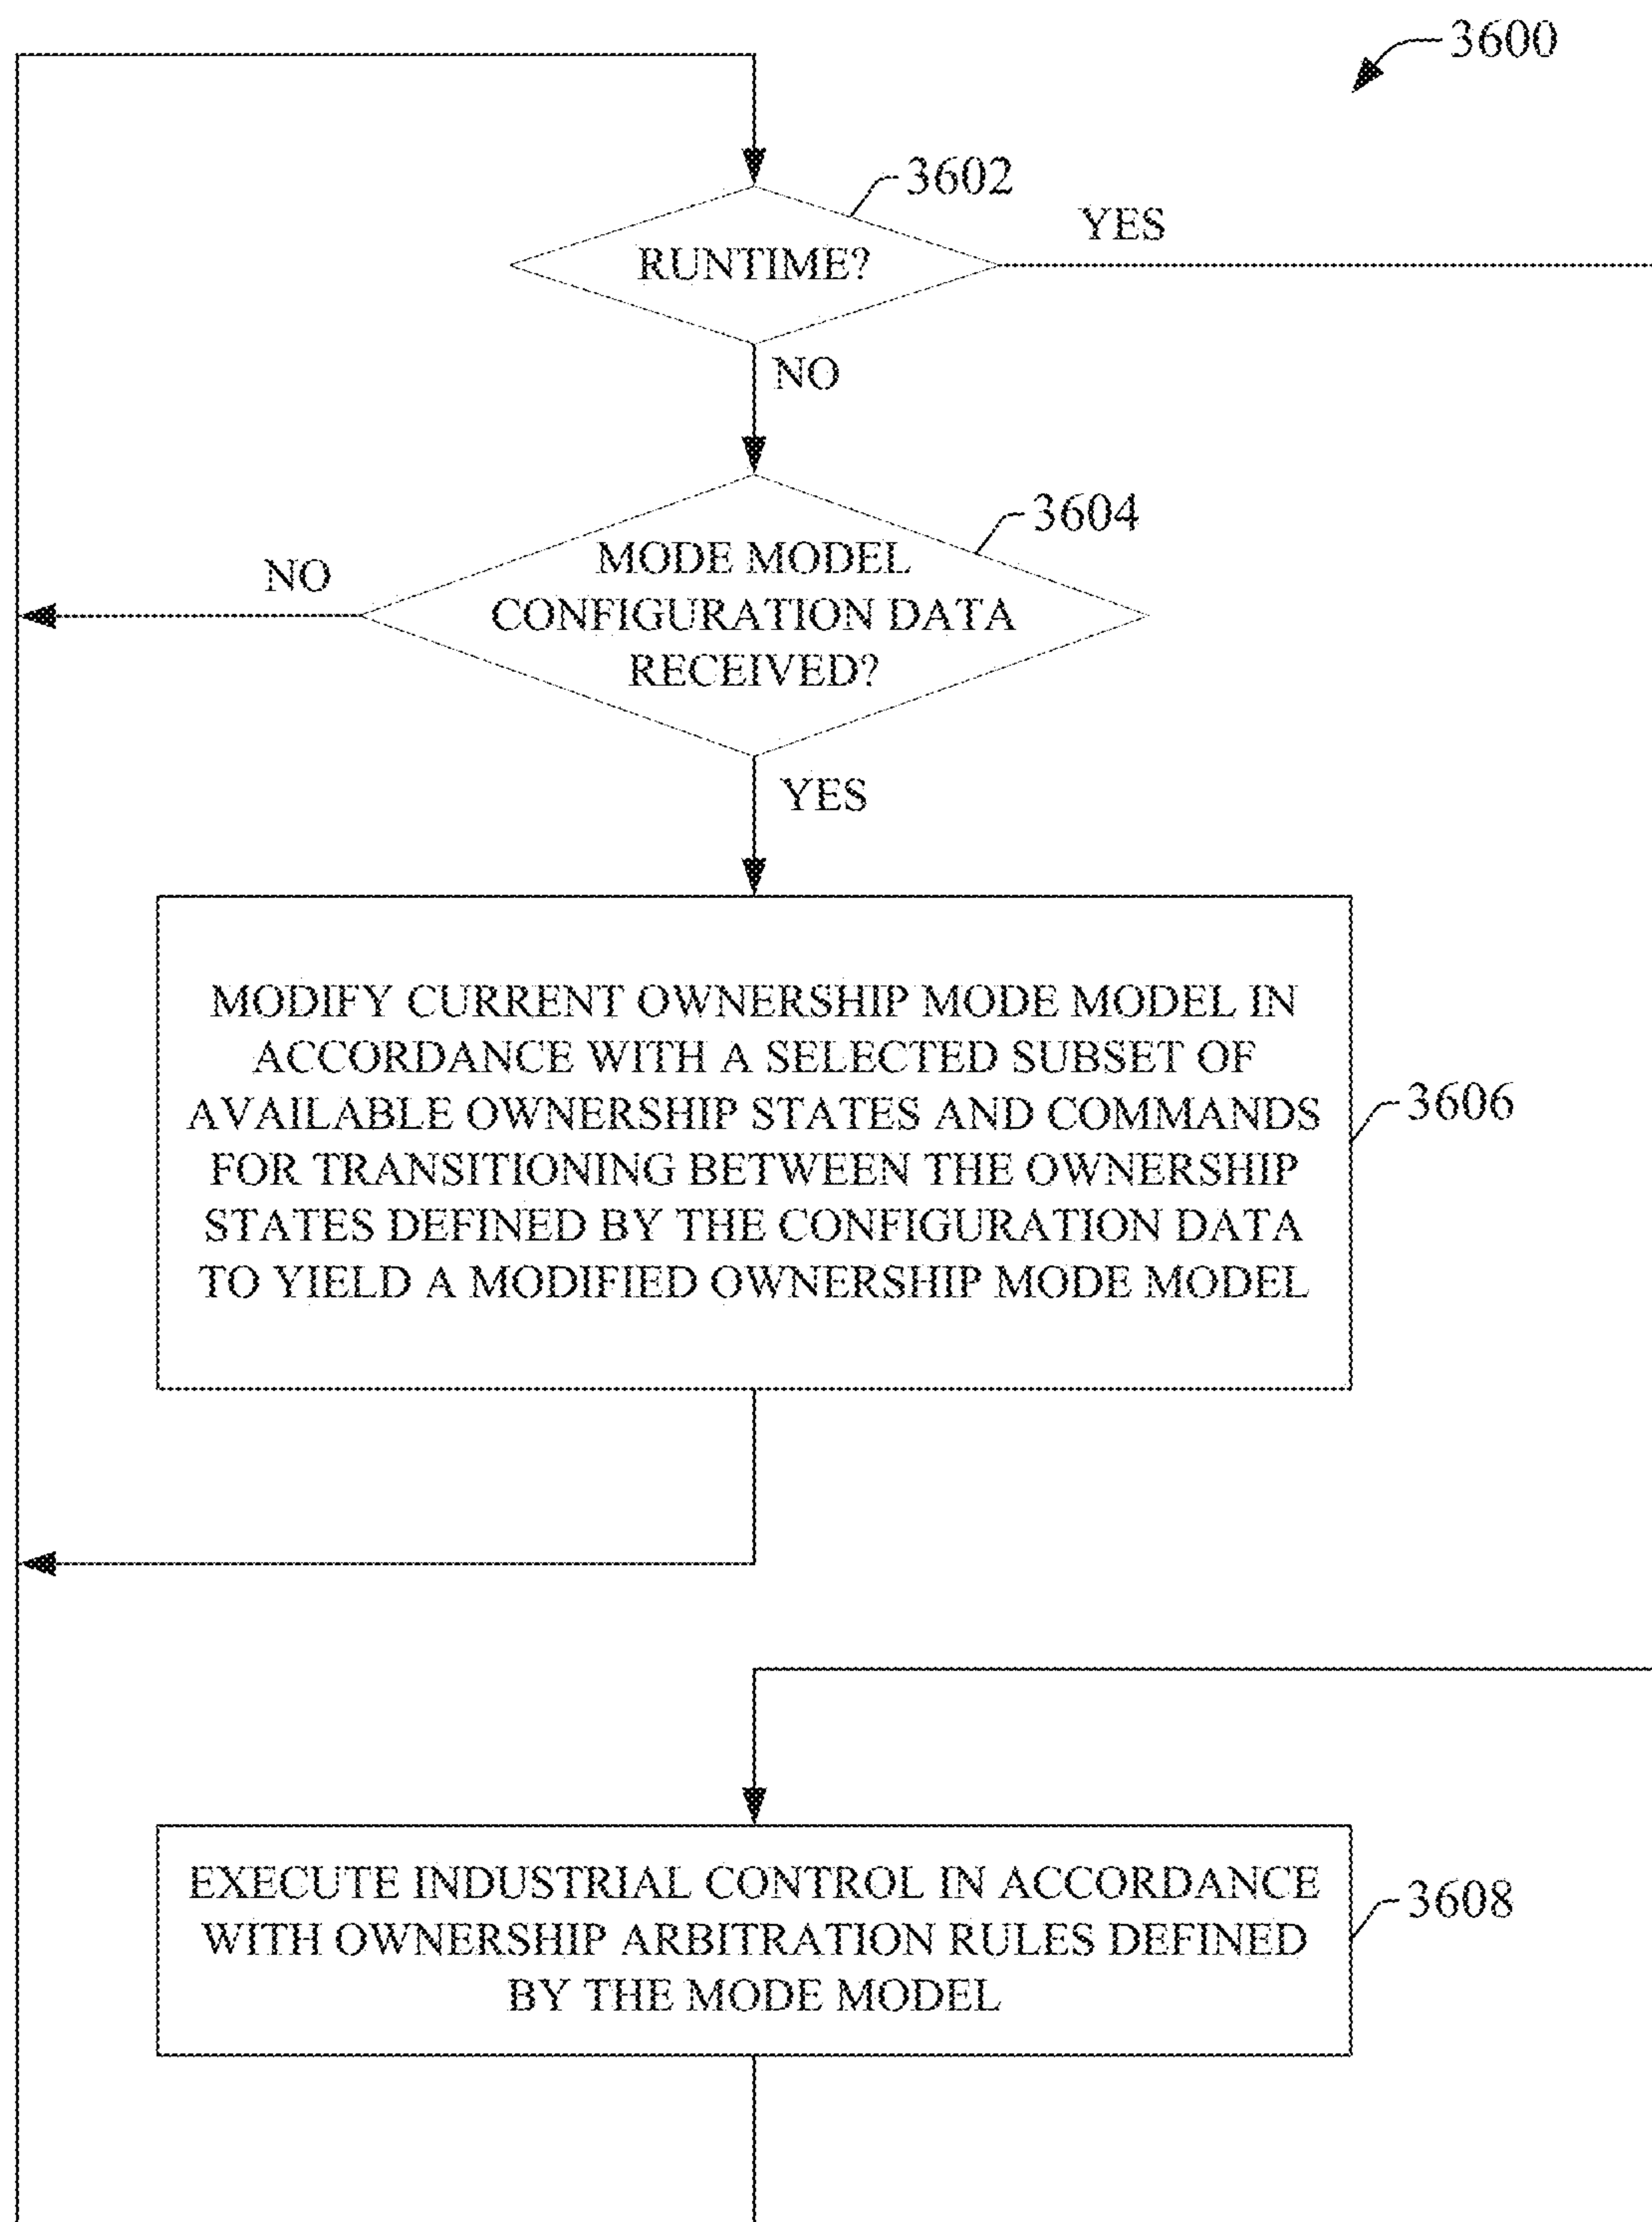 3600
3602
YES
RUNTIME?
NO
3604
NO
MODE MODEL
CONFIGURATION DATA
RECEIVED?
YES
MODIFY CURRENT OWNERSHIP MODE MODEL IN
ACCORDANCE WITH A SELECTED SUBSET OF
AVAILABLE OWNERSHIP STATES AND COMMANDS
FOR TRANSITIONING BETWEEN THE OWNERSHIP
STATES DEFINED BY THE CONFIGURATION DATA
TO YIELD A MODIFIED OWNERSHIP MODE MODEL
3606
EXECUTE INDUSTRIAL CONTROL IN ACCORDANCE
WITH OWNERSHIP ARBITRATION RULES DEFINED
BY THE MODE MODEL
3608